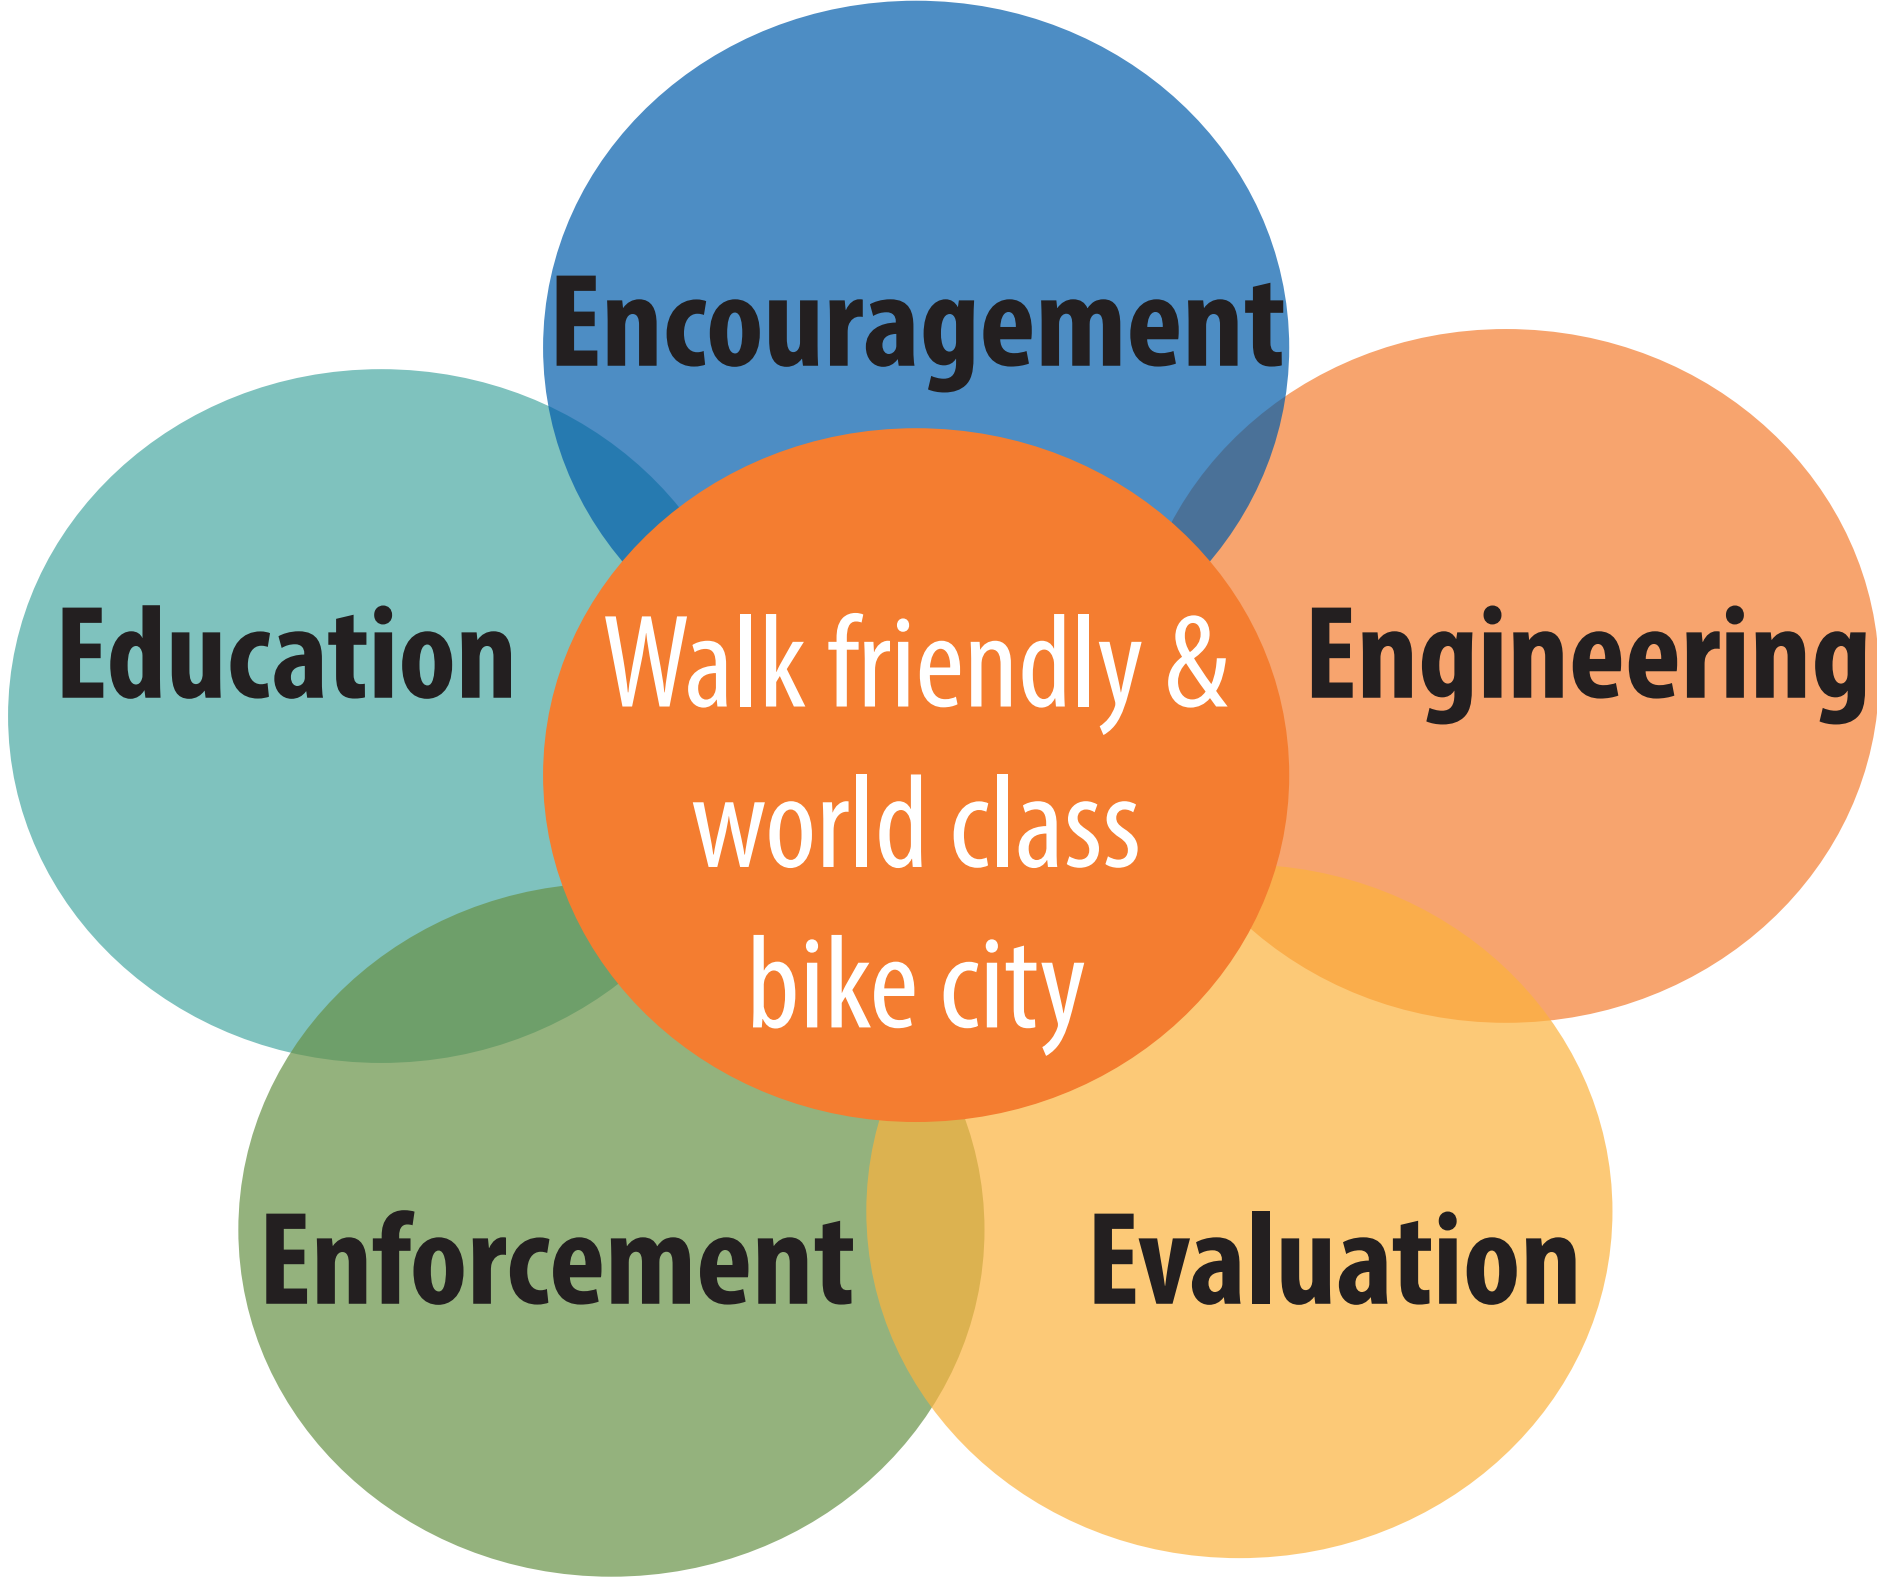 Encouragement
Education
Engineering
Walk friendly &
world class
bike city
Enforcement
Evaluation